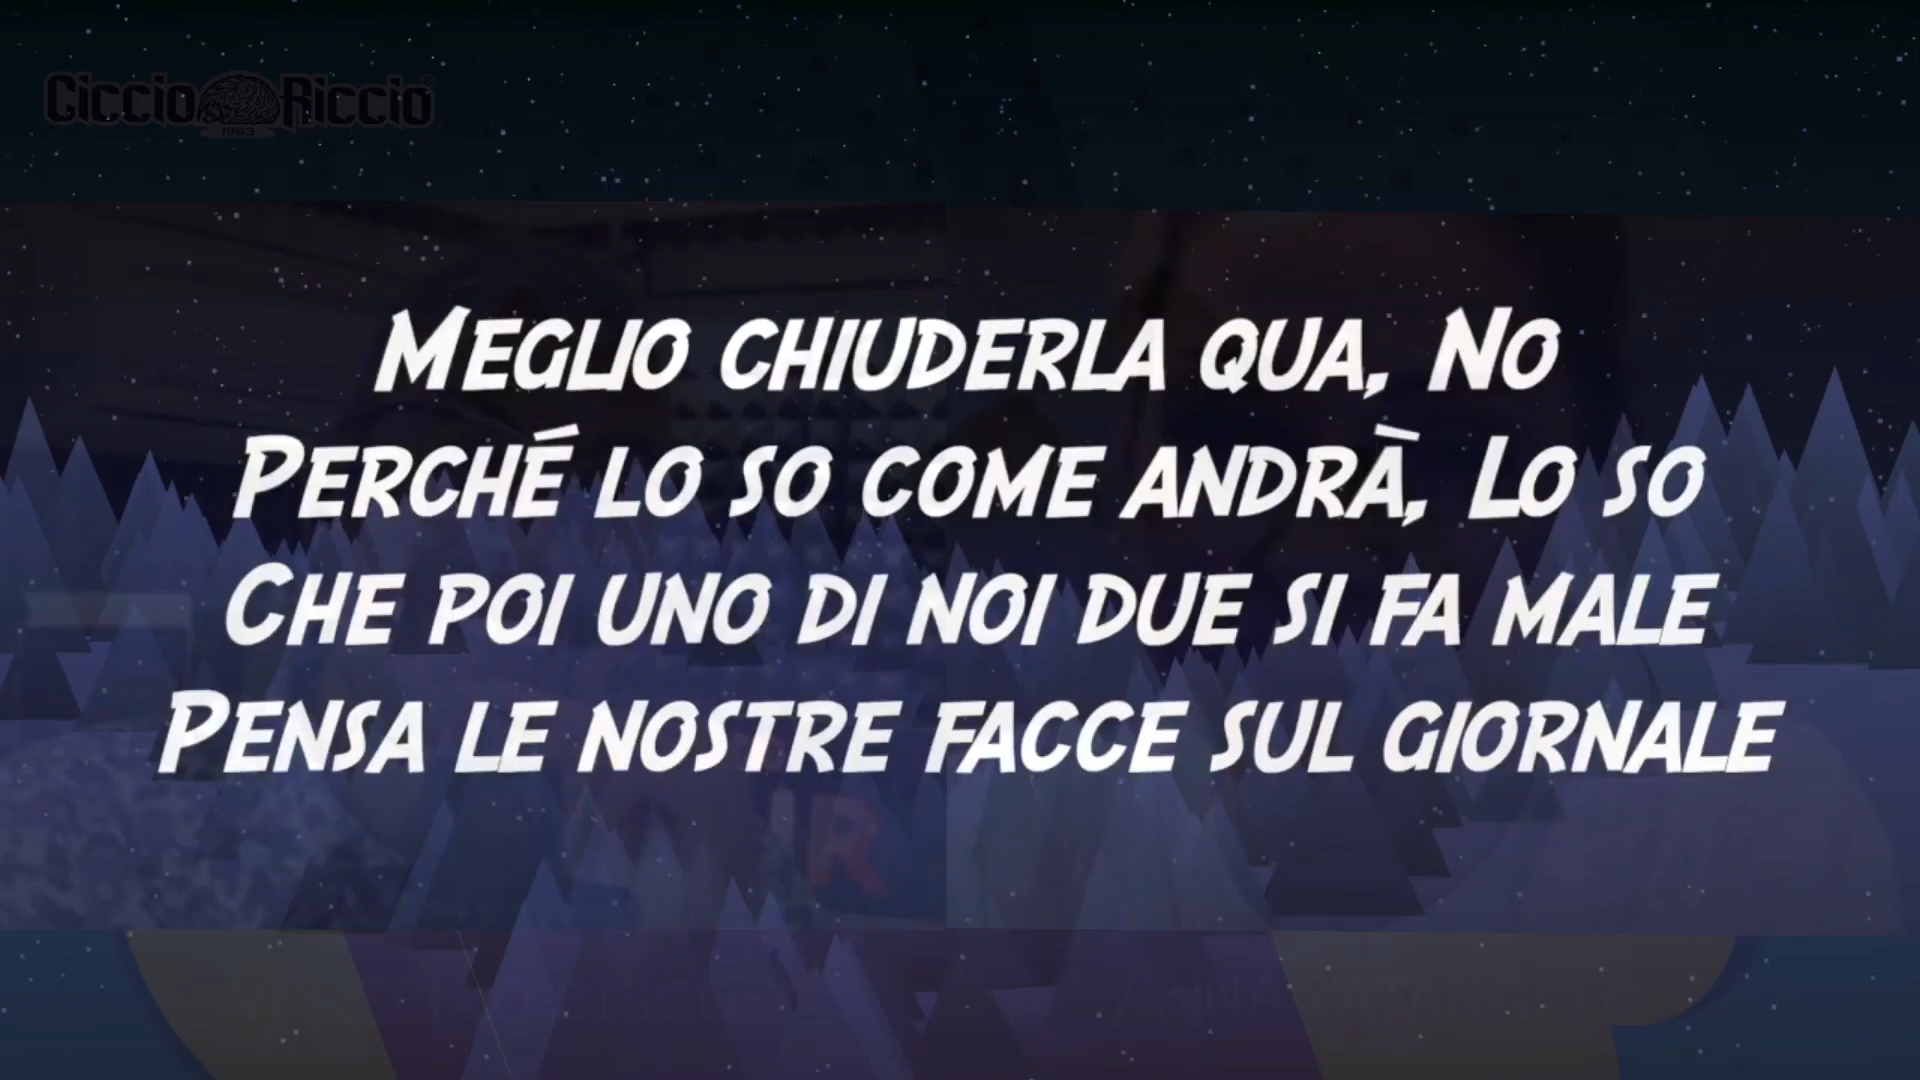 Ciccio Riccio
1983
Meglio chiuderla qua, No
Perché lo so come andrà, Lo so
Che poi uno di noi due si fa male
Pensa le nostre facce sul giornale
R